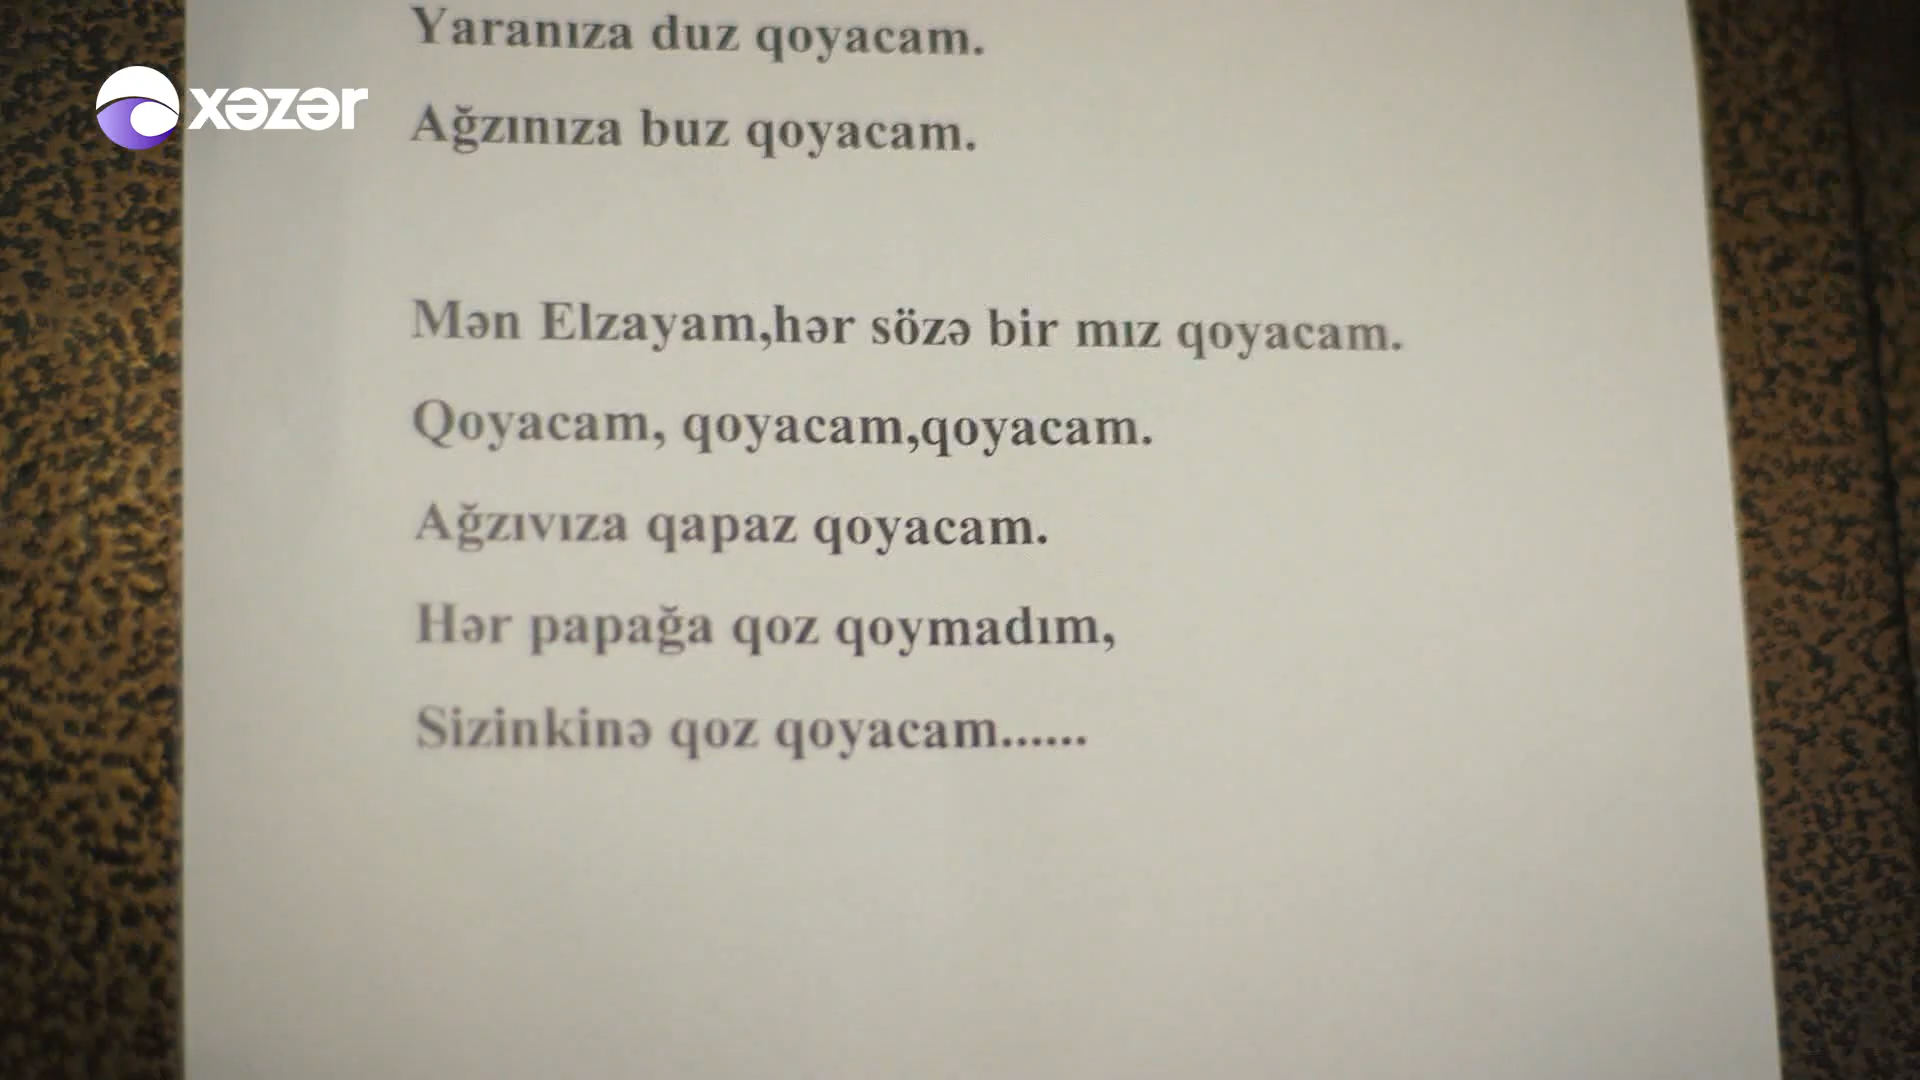 Yaranıza duz qoyacam.
xəzər
Ağzınıza buz qoyacam.
Mən Elzayam,hər sözə bir mız qoyacam.
Qoyacam, qoyacam,qoyacam.
Ağzıvıza qapaz qoyacam.
Hər papağa qoz qoymadım,
Sizinkinə qoz qoyacam......